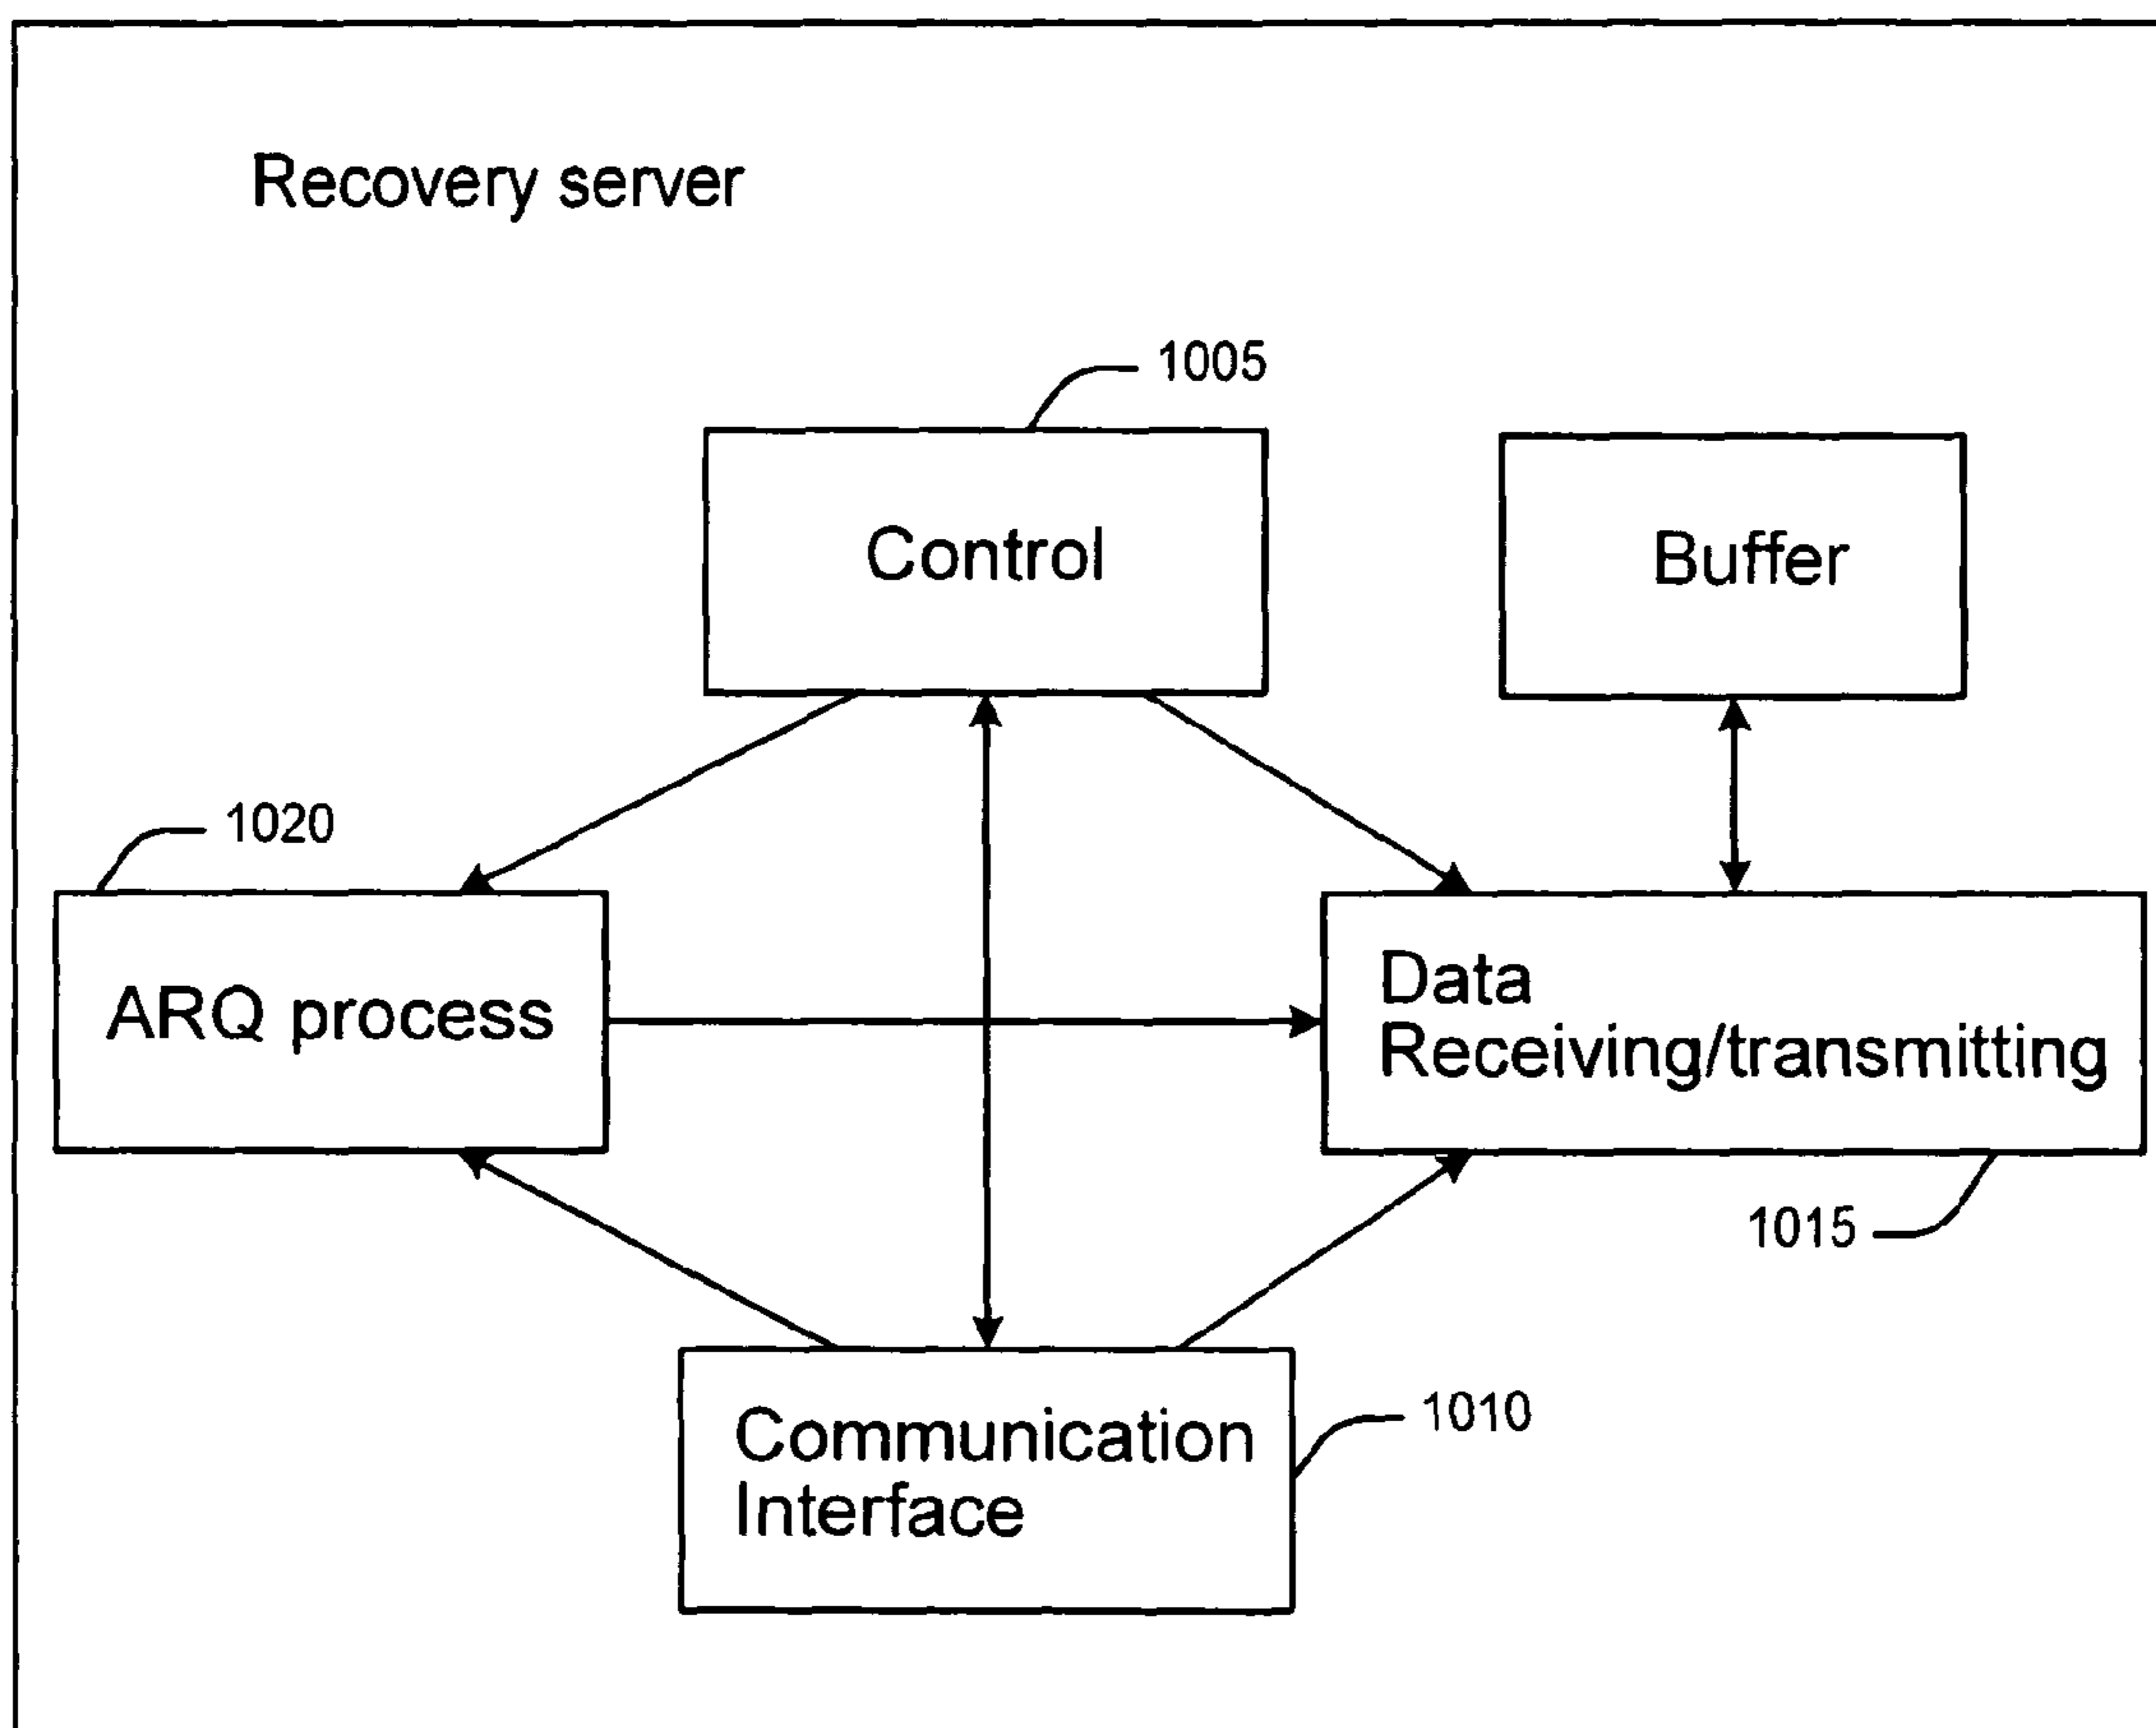 Recovery server
1005
Control
Buffer
1020
ARQ process
Data
Receiving/transmitting
1015
Communication
Interface
1010